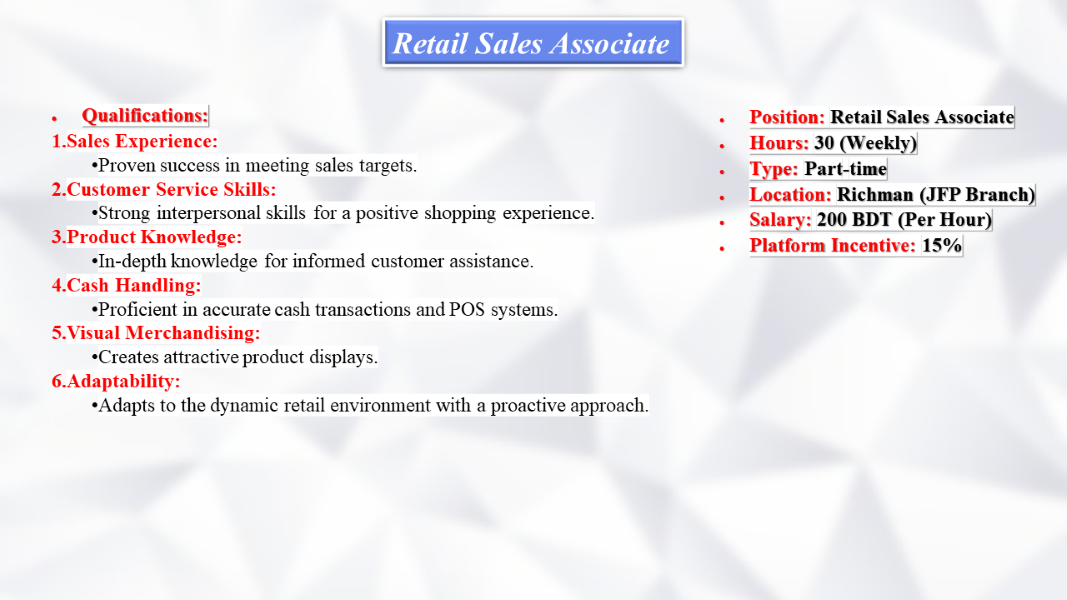 Retail Sales Associate
• Qualifications:
1.Sales Experience:
•Proven success in meeting sales targets.
2.Customer Service Skills:
•Strong interpersonal skills for a positive shopping experience.
3.Product Knowledge:
•In-depth knowledge for informed customer assistance.
4.Cash Handling:
•Proficient in accurate cash transactions and POS systems.
5.Visual Merchandising:
•Creates attractive product displays.
6.Adaptability:
•Adapts to the dynamic retail environment with a proactive approach.
• Position: Retail Sales Associate
• Hours: 30 (Weekly)
• Type: Part-time
• Location: Richman (JFP Branch)
• Salary: 200 BDT (Per Hour)
• Platform Incentive: 15%